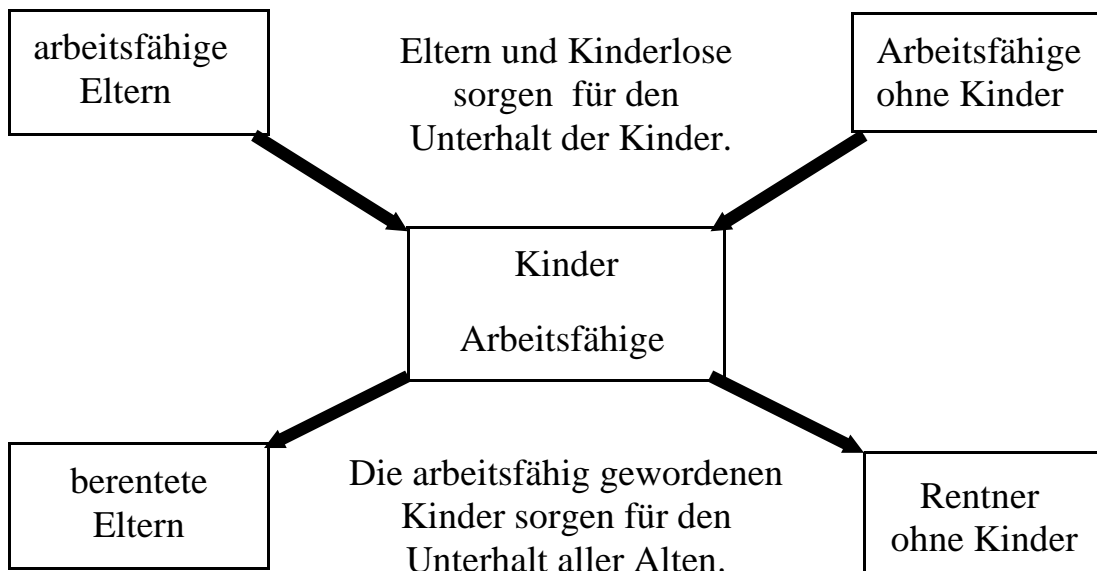 arbeitsfähige
Eltern
Eltern und Kinderlose
sorgen für den
Unterhalt der Kinder.
Arbeitsfähige
ohne Kinder
Kinder
Arbeitsfähige
berentete
Eltern
Die arbeitsfähig gewordenen
Kinder sorgen für den
Unterhalt aller Alten.
Rentner
ohne Kinder